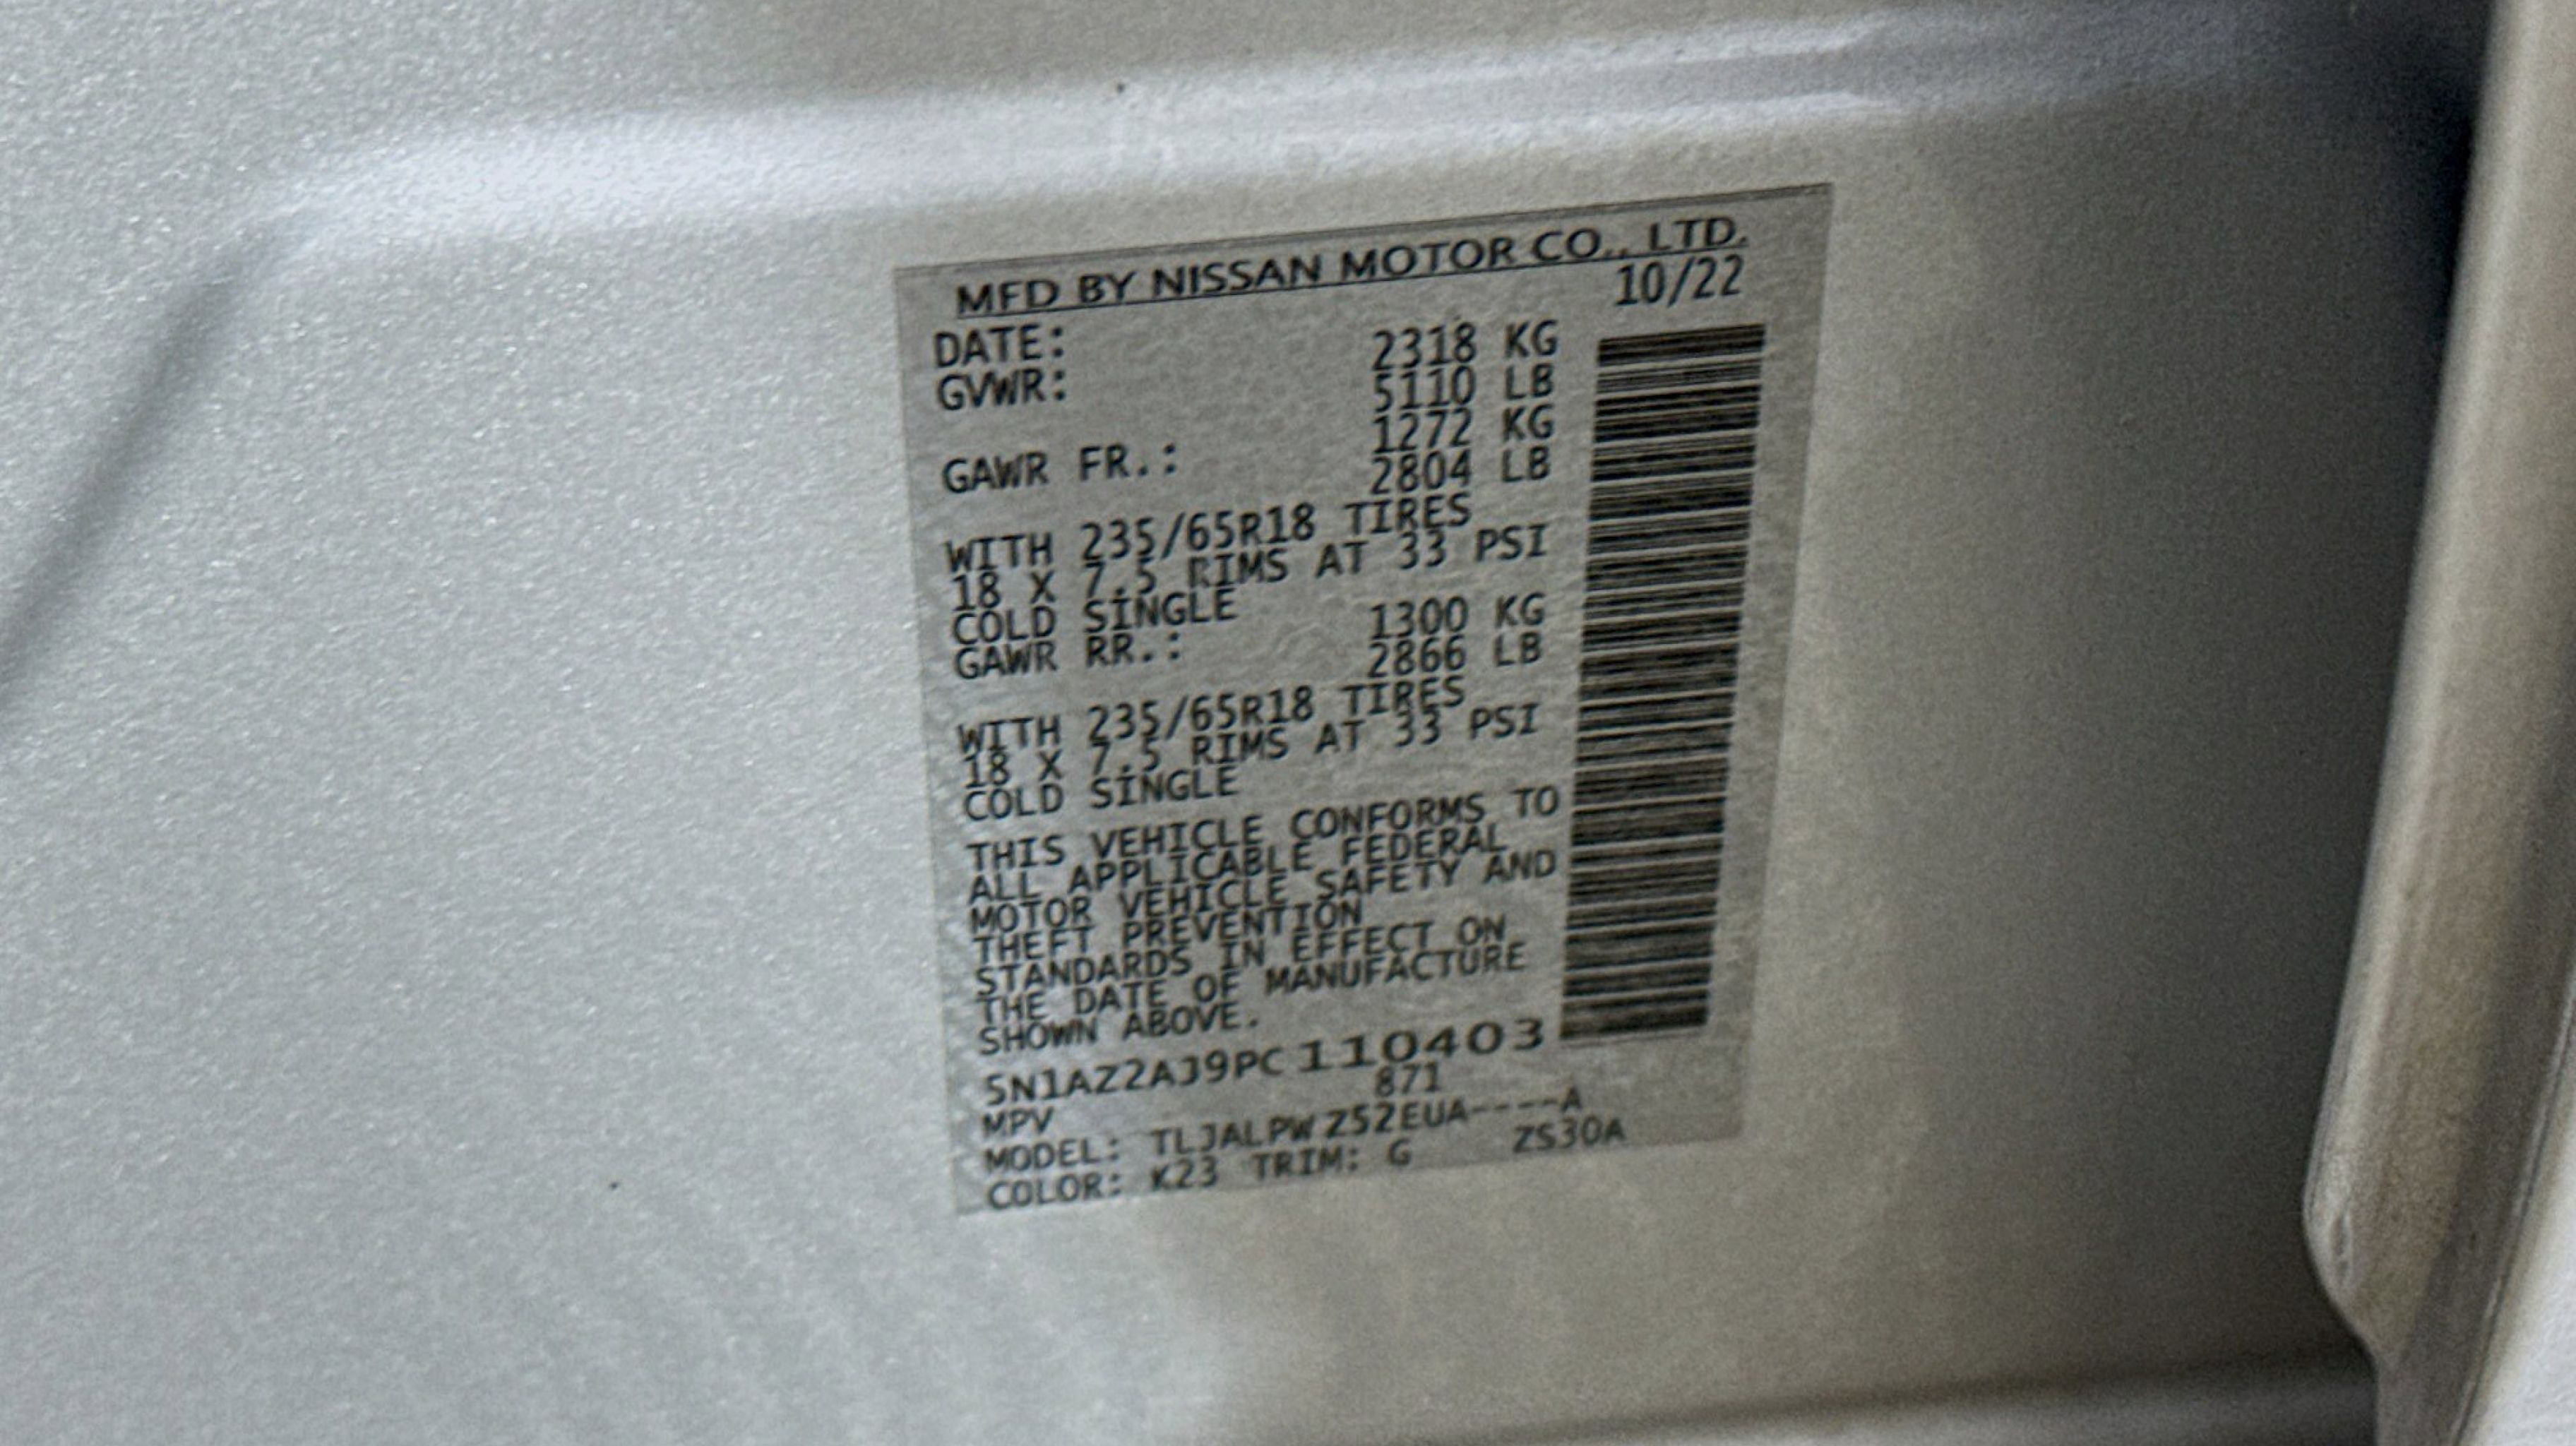 MFD BY NISSAN MOTOR CO., LTD.
DATE: 10/22
GVWR: 2318 KG
5110 LB
GAWR FR.: 1272 KG
2804 LB
WITH 235/65R18 TIRES
18 X 7.5 RIMS AT 33 PSI
COLD SINGLE
GAWR RR.: 1300 KG
2866 LB
WITH 235/65R18 TIRES
18 X 7.5 RIMS AT 33 PSI
COLD SINGLE
THIS VEHICLE CONFORMS TO
ALL APPLICABLE FEDERAL
MOTOR VEHICLE SAFETY AND
THEFT PREVENTION
STANDARDS IN EFFECT ON
THE DATE OF MANUFACTURE
SHOWN ABOVE.
5N1AZ2AJ9PC110403
MPV 871
MODEL: TLJALPWZ52EUA----A
COLOR: K23 TRIM: G ZS30A